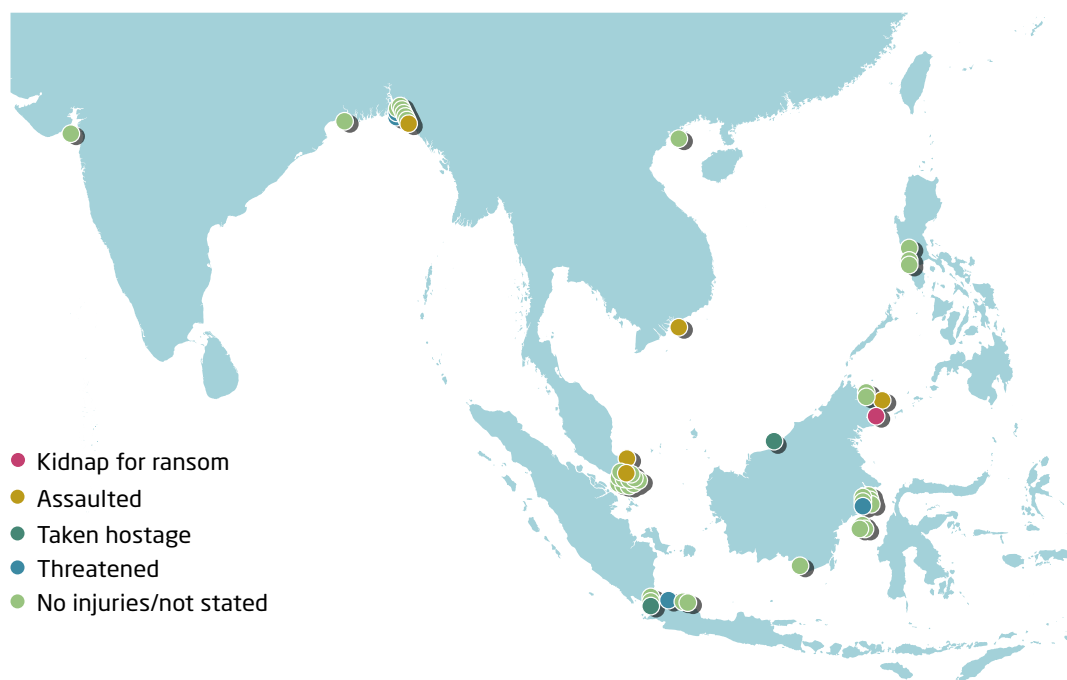 Kidnap for ransom
Assaulted
Taken hostage
Threatened
No injuries/not stated